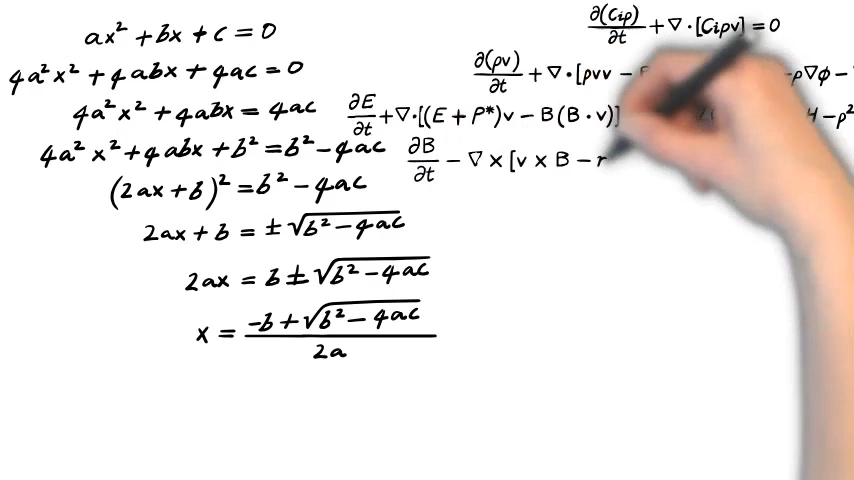 ax² + bx + c = 0
4a²x² + 4abx + 4ac = 0
4a²x² + 4abx = 4ac
4a²x² + 4abx + b² = b² − 4ac
(2ax + b)² = b² − 4ac
2ax + b = ± √b² − 4ac
2ax = b ± √b² − 4ac
x = −b + √b² − 4ac / 2a
∂(Ciρ)/∂t + ∇ · [Ciρv] = 0
∂(ρv)/∂t + ∇ · [ρvv − −ρ∇φ −
∂E/∂t + ∇·[(E + P*)v − B(B · v)] − ρ²
∂B/∂t − ∇ × [v × B − r